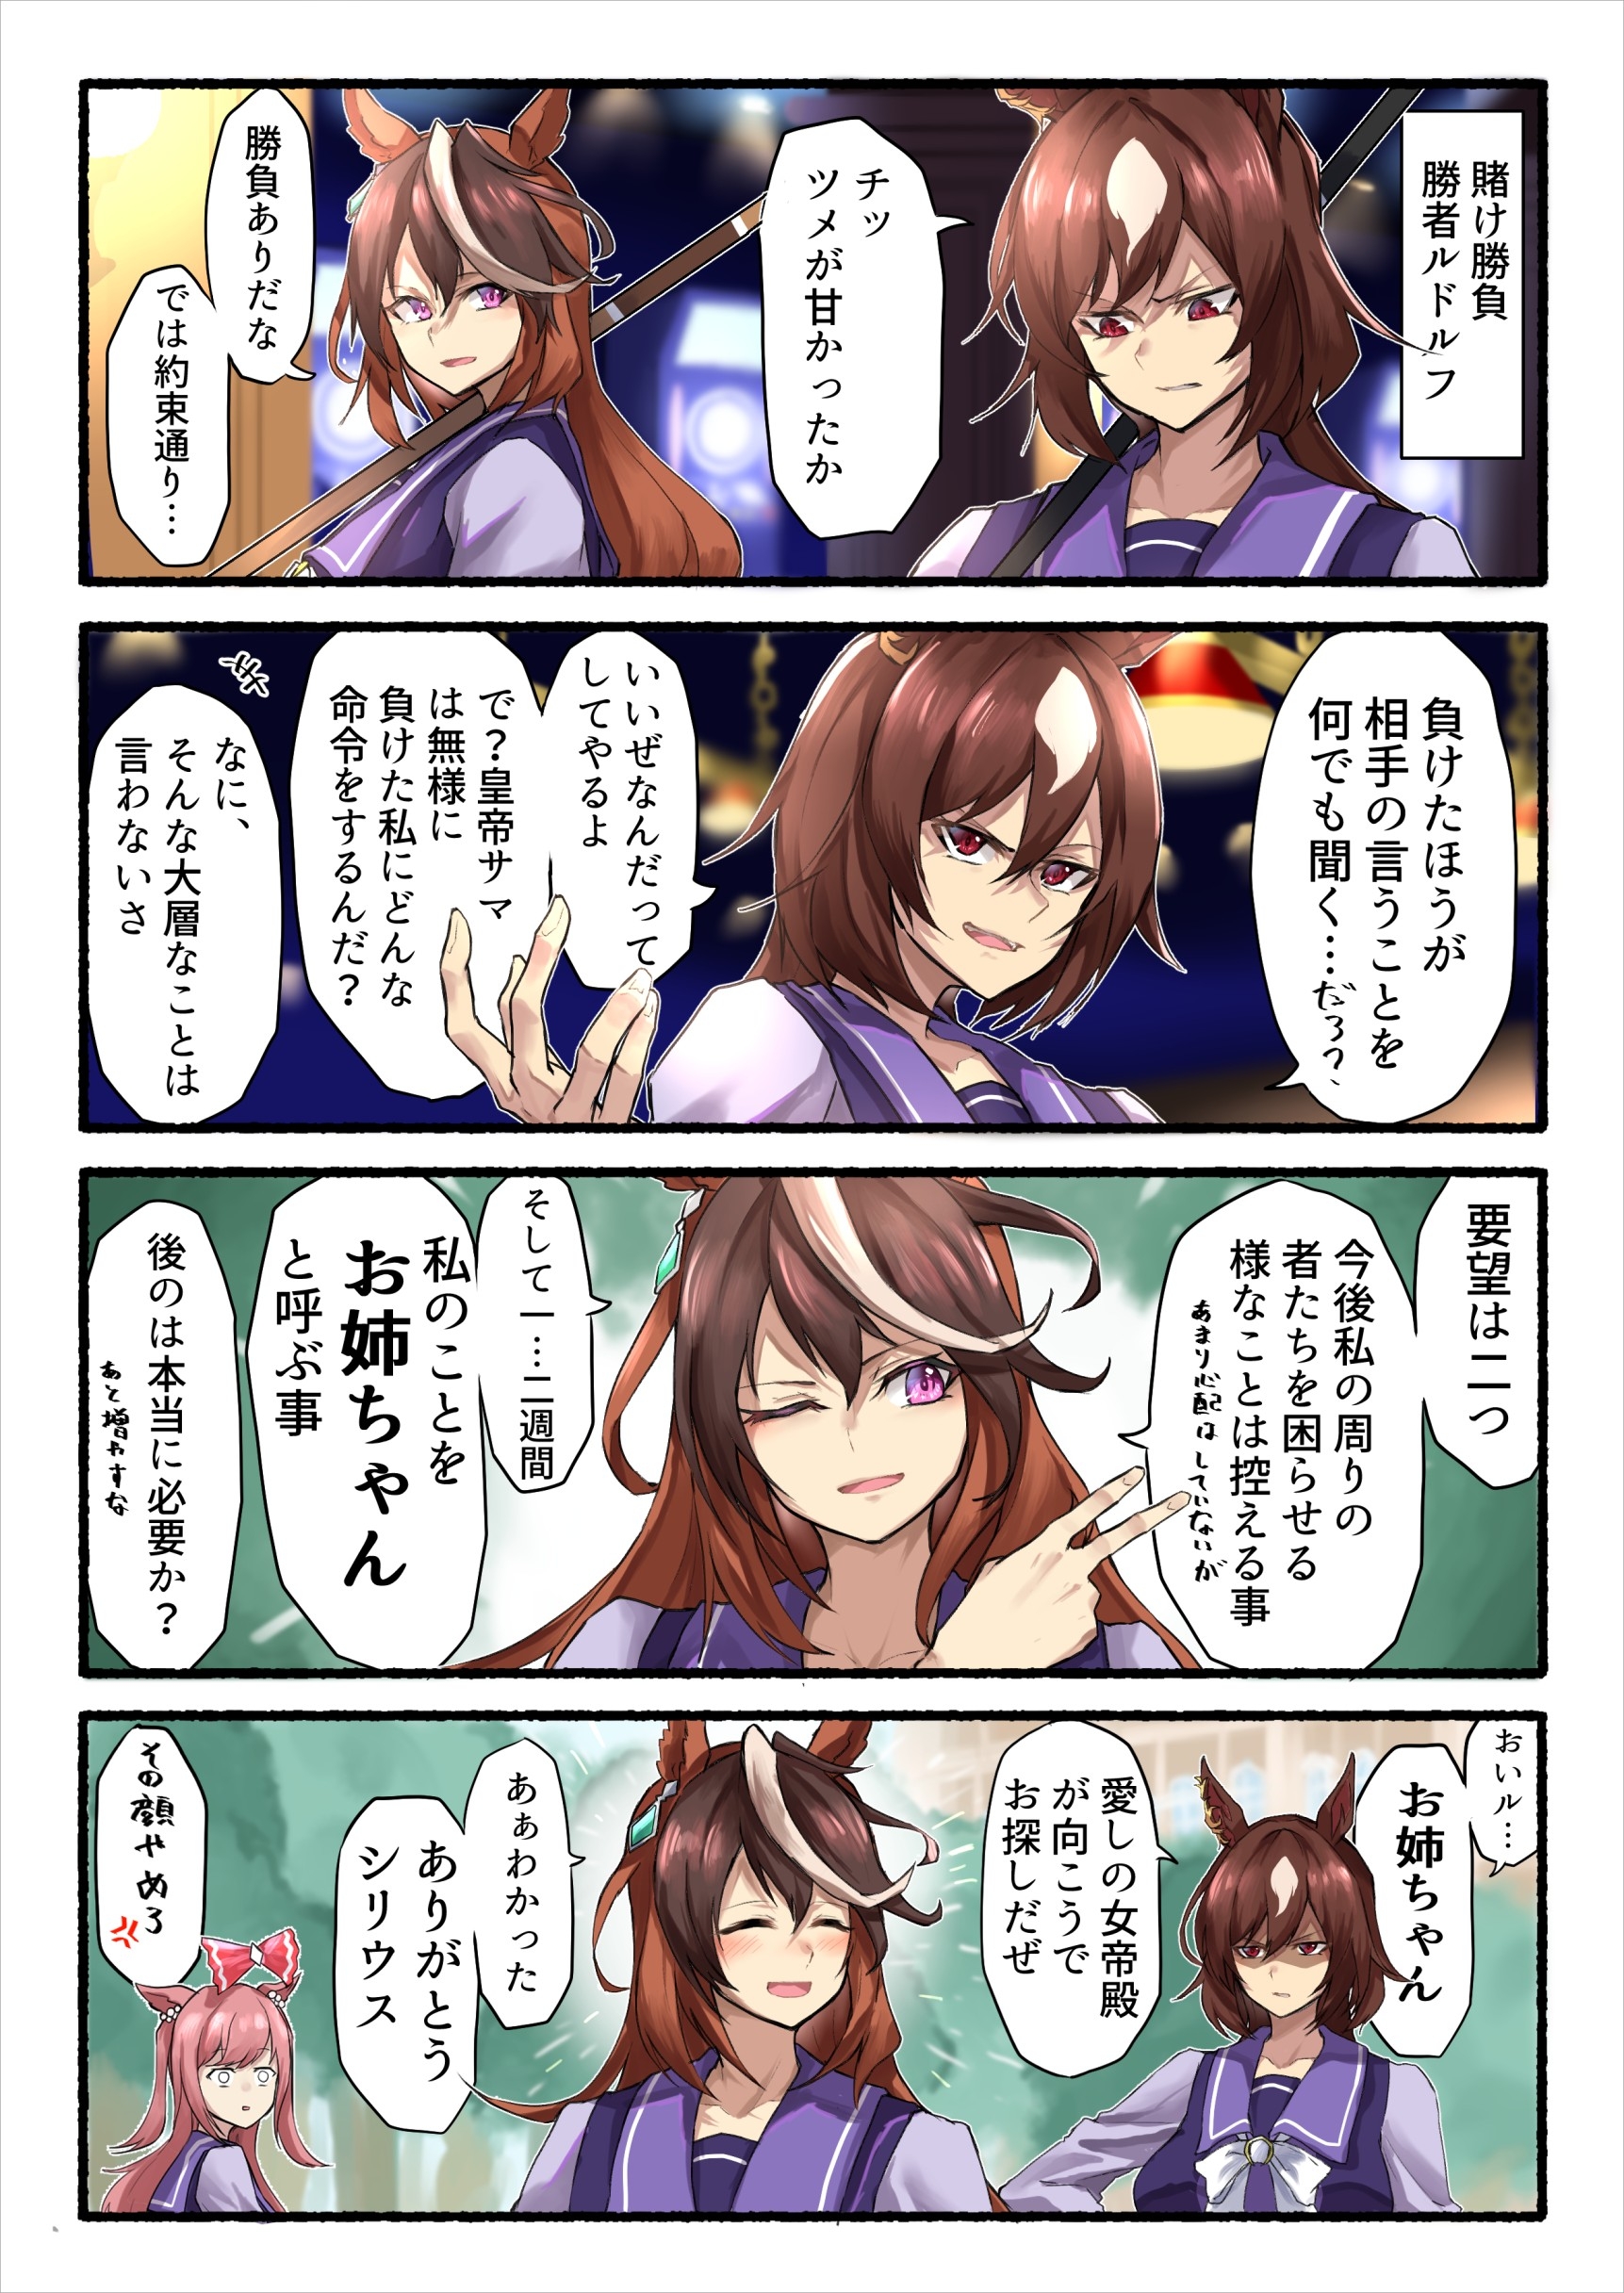 賭け勝負
勝者ルドルフ
チッ
ツメが甘かったか
勝負ありだな
では約束通り…
負けたほうが
相手の言うことを
何でも聞く…だろ?
いいぜなんだって
してやるよ
で?皇帝サマ
は無様に
負けた私にどんな
命令をするんだ?
なに、
そんな大層なことは
言わないさ
要望は二つ
今後私の周りの
者たちを困らせる
様なことは控える事
あまり心配はしていないが
そして一…二週間
私のことを
お姉ちゃん
と呼ぶ事
後のは本当に必要か?
あと増やすな
おいル…
お姉ちゃん
愛しの女帝殿
が向こうで
お探しだぜ
あぁわかった
ありがとう
シリウス
その顔やめろ